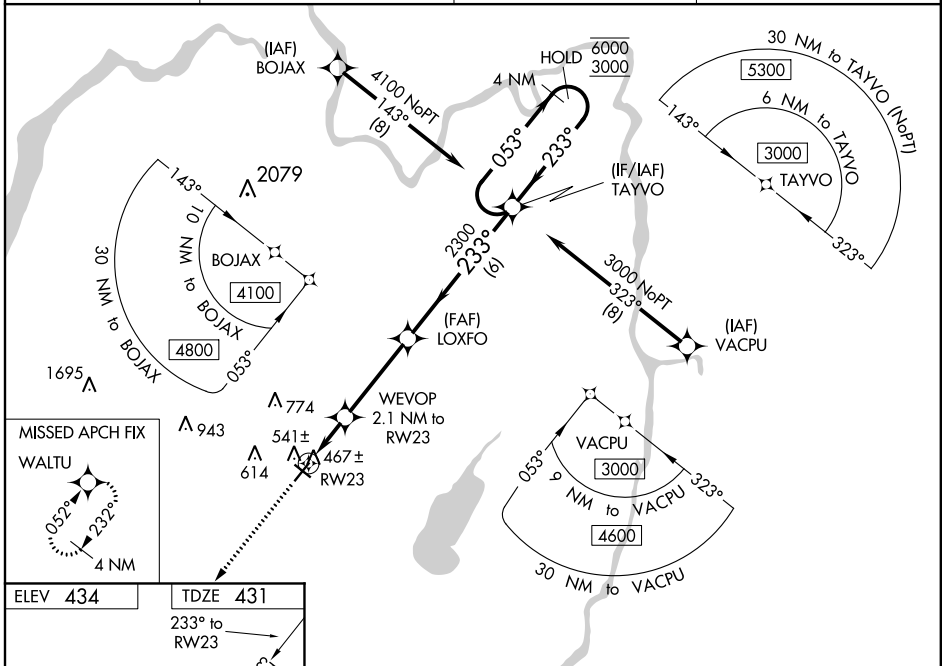 (IAF)
BOJAX
4100 NoPT
143°
(8)
HOLD
6000
3000
4 NM
053°
233°
(IF/IAF)
TAYVO
30 NM to TAYVO (NoPT)
5300
6 NM to TAYVO
3000
TAYVO
143°
323°
2079
143°
BOJAX
10 NM to BOJAX
4100
30 NM to BOJAX
4800
053°
2300
233°
(6)
3000 NoPT
323°
(8)
(IAF)
VACPU
(FAF)
LOXFO
1695
943
774
WEVOP
2.1 NM to
RW23
541±
467±
614
RW23
VACPU
3000
053°
323°
9 NM to VACPU
4600
30 NM to VACPU
MISSED APCH FIX
WALTU
052°
232°
4 NM
ELEV 434
TDZE 431
233° to
RW23